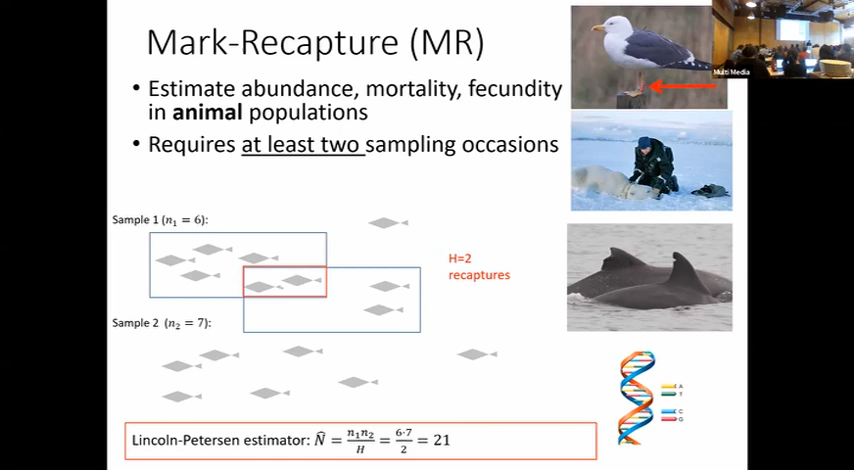 Mark-Recapture (MR)
• Estimate abundance, mortality, fecundity
in animal populations
• Requires at least two sampling occasions
Multi Media
Sample 1 (n₁ = 6):
H=2
recaptures
Sample 2 (n₂ = 7):
A
T
C
G
Lincoln-Petersen estimator: N̂ = n₁n₂/H = 6·7/2 = 21